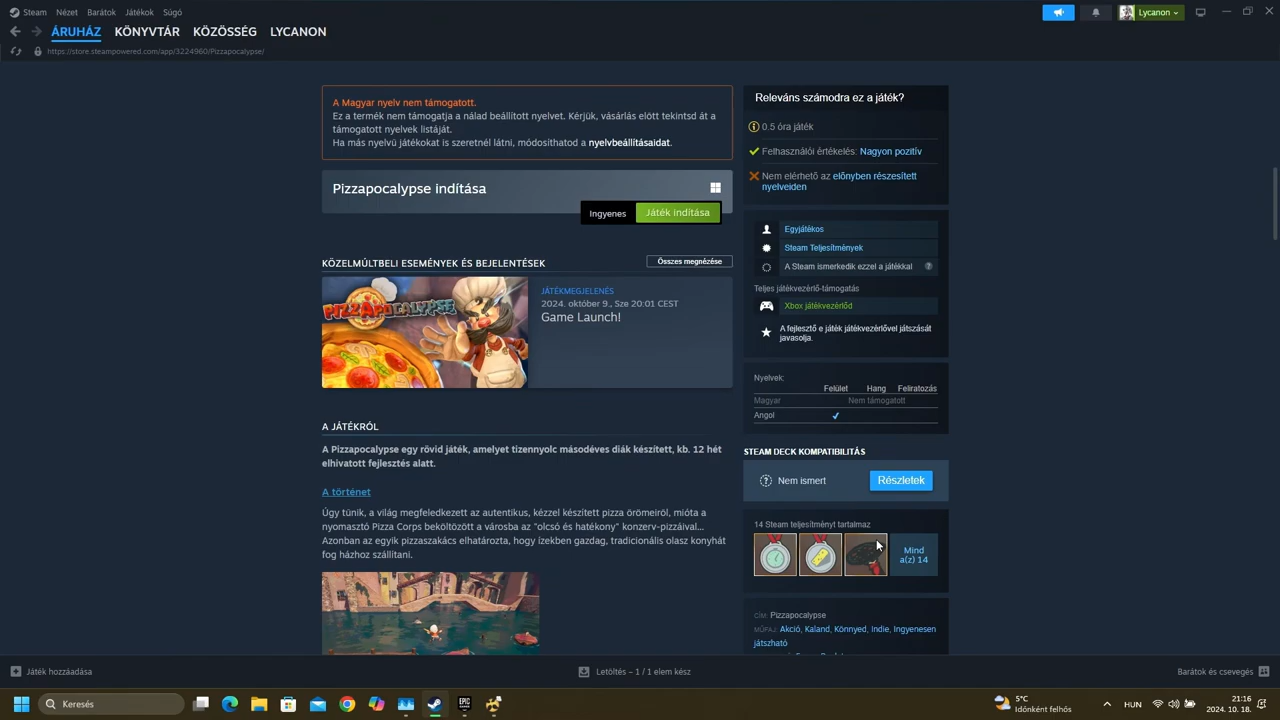 Steam Nézet Barátok Játékok Súgó
Lycanon
ÁRUHÁZ KÖNYVTÁR KÖZÖSSÉG LYCANON
https://store.steampowered.com/app/3224960/Pizzapocalypse/
A Magyar nyelv nem támogatott.
Ez a termék nem támogatja a nálad beállított nyelvet. Kérjük, vásárlás előtt tekintsd át a
támogatott nyelvek listáját.
Ha más nyelvű játékokat is szeretnél látni, módosíthatod a nyelvbeállításaidat.
Pizzapocalypse indítása
Ingyenes Játék indítása
KÖZELMÚLTBELI ESEMÉNYEK ÉS BEJELENTÉSEK Összes megnézése
PIZZAPOCALYPSE
JÁTÉKMEGJELENÉS
2024. október 9., Sze 20:01 CEST
Game Launch!
A JÁTÉKRÓL
A Pizzapocalypse egy rövid játék, amelyet tizennyolc másodéves diák készített, kb. 12 hét
elhivatott fejlesztés alatt.
A történet
Úgy tűnik, a világ megfeledkezett az autentikus, kézzel készített pizza örömeiről, mióta a
nyomasztó Pizza Corps beköltözött a városba az "olcsó és hatékony" konzerv-pizzáival...
Azonban az egyik pizzaszakács elhatározta, hogy ízekben gazdag, tradicionális olasz konyhát
fog házhoz szállítani.
Releváns számodra ez a játék?
0.5 óra játék
Felhasználói értékelés: Nagyon pozitív
Nem elérhető az előnyben részesített
nyelveiden
Egyjátékos
Steam Teljesítmények
A Steam ismerkedik ezzel a játékkal ?
Teljes játékvezérlő-támogatás
Xbox játékvezérlőd
A fejlesztő e játék játékvezérlővel játszását
javasolja.
Nyelvek:
Felület Hang Feliratozás
Magyar Nem támogatott
Angol ✔
STEAM DECK KOMPATIBILITÁS
Nem ismert Részletek
14 Steam teljesítményt tartalmaz
Mind
a(z) 14
CÍM: Pizzapocalypse
MŰFAJ: Akció, Kaland, Könnyed, Indie, Ingyenesen
játszható
Játék hozzáadása Letöltés – 1 / 1 elem kész Barátok és csevegés
Keresés
EPIC
5°C
Időnként felhős
HUN
21:16
2024. 10. 18.